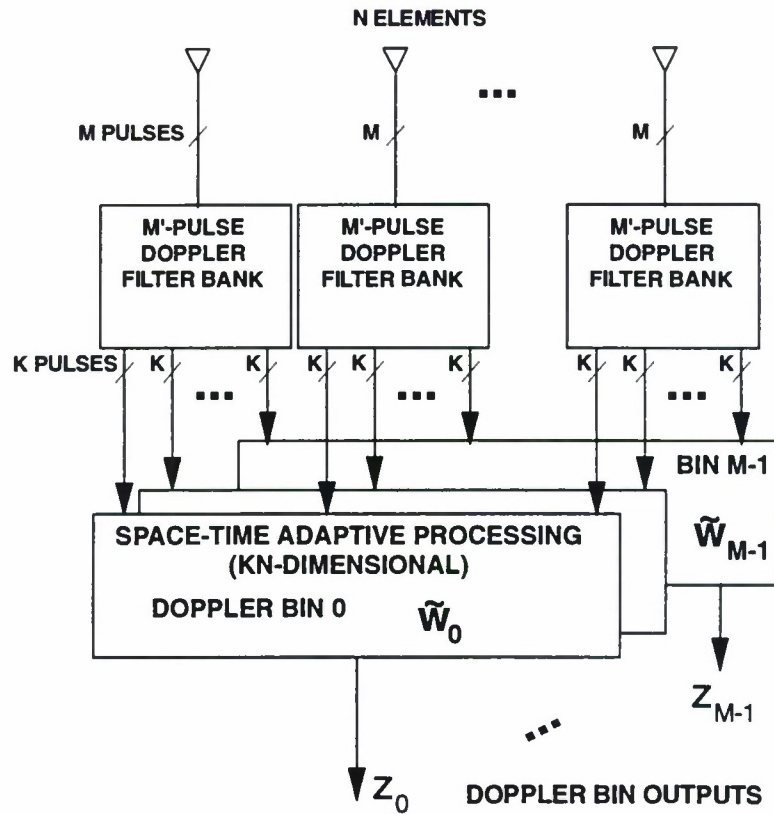 N ELEMENTS
M PULSES
M
M
M'-PULSE
DOPPLER
FILTER BANK
M'-PULSE
DOPPLER
FILTER BANK
M'-PULSE
DOPPLER
FILTER BANK
K PULSES
K
K
K
K
K
K
K
K
BIN M-1
W̃M-1
SPACE-TIME ADAPTIVE PROCESSING
(KN-DIMENSIONAL)
DOPPLER BIN 0 W̃0
ZM-1
Z0
DOPPLER BIN OUTPUTS